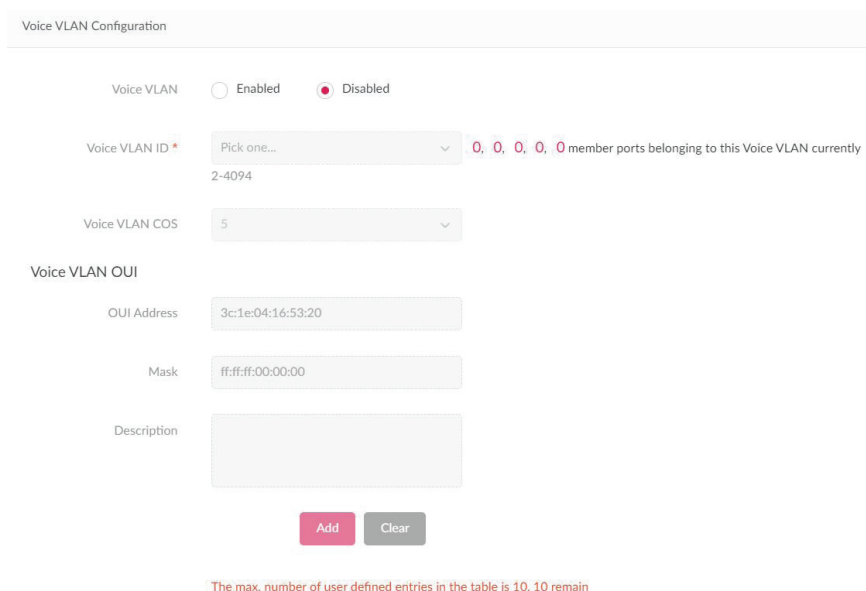 Voice VLAN Configuration
Voice VLAN Enabled Disabled
Voice VLAN ID * Pick one... 0, 0, 0, 0, 0 member ports belonging to this Voice VLAN currently
2-4094
Voice VLAN COS 5
Voice VLAN OUI
OUI Address 3c:1e:04:16:53:20
Mask ff:ff:ff:00:00:00
Description
Add Clear
The max. number of user defined entries in the table is 10, 10 remain